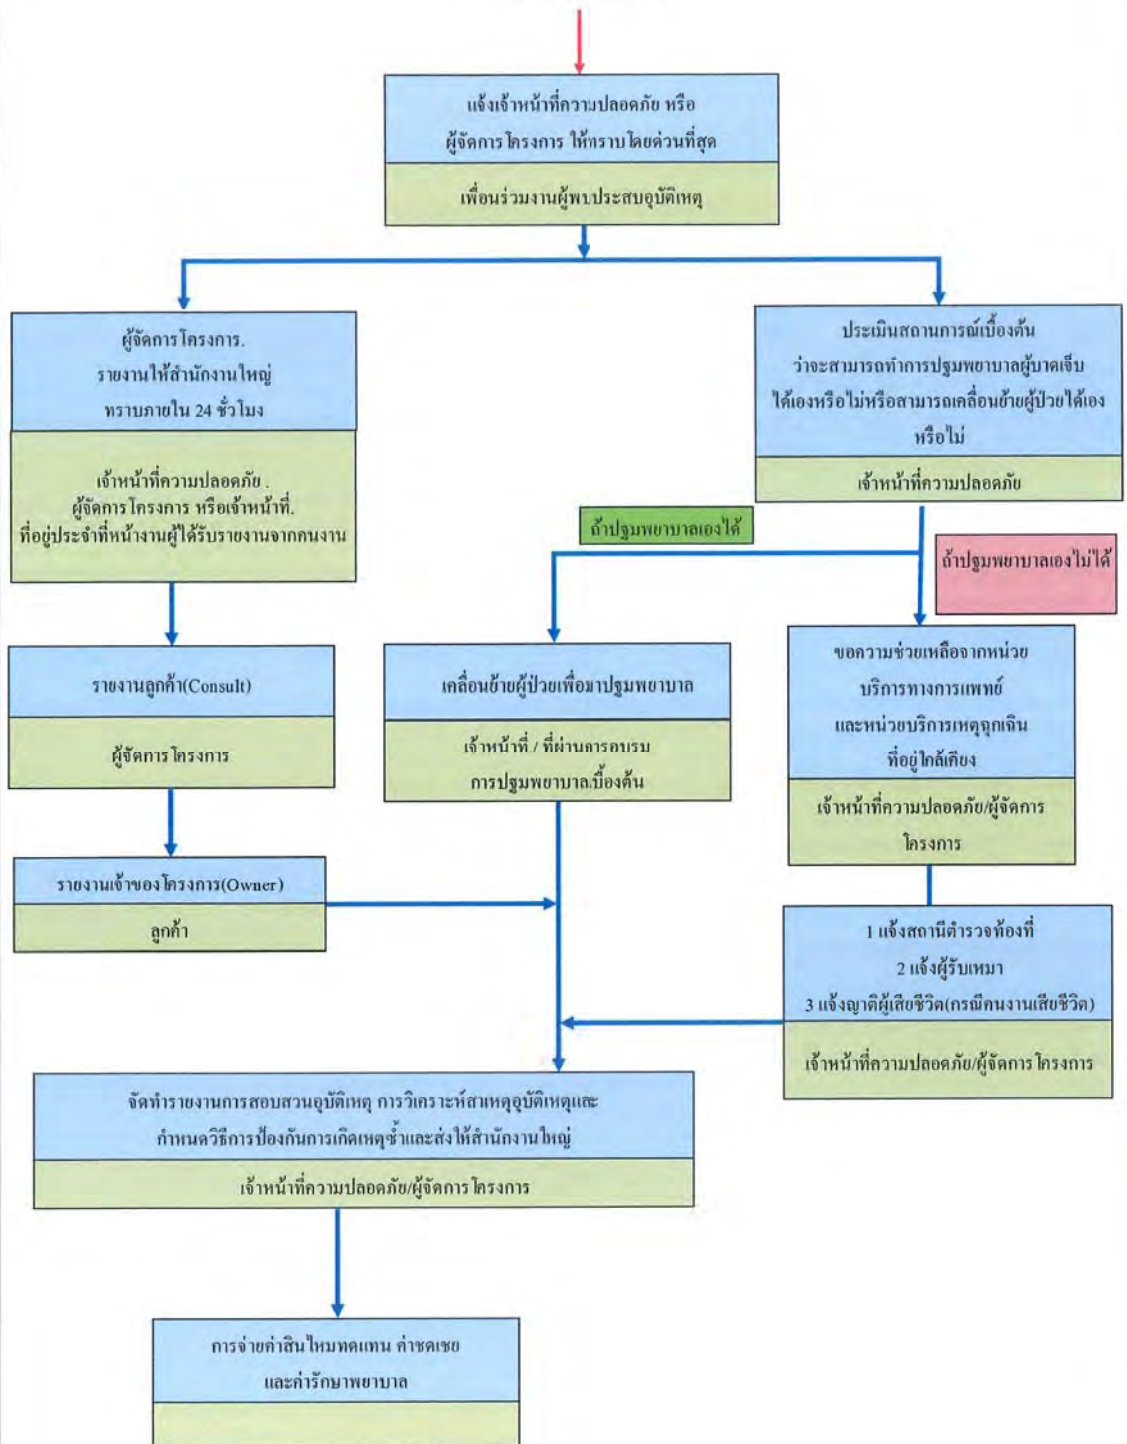 แจ้งเจ้าหน้าที่ความปลอดภัย หรือ
ผู้จัดการโครงการ ให้ทราบโดยด่วนที่สุด
เพื่อนร่วมงานผู้พบประสบอุบัติเหตุ
ผู้จัดการโครงการ.
รายงานให้สำนักงานใหญ่
ทราบภายใน 24 ชั่วโมง
เจ้าหน้าที่ความปลอดภัย .
ผู้จัดการโครงการ หรือเจ้าหน้าที่.
ที่อยู่ประจำที่หน้างานผู้ได้รับรายงานจากคนงาน
ประเมินสถานการณ์เบื้องต้น
ว่าจะสามารถทำการปฐมพยาบาลผู้บาดเจ็บ
ได้เองหรือไม่หรือสามารถเคลื่อนย้ายผู้ป่วยได้เอง
หรือไม่
เจ้าหน้าที่ความปลอดภัย
ถ้าปฐมพยาบาลเองได้
ถ้าปฐมพยาบาลเองไม่ได้
รายงานลูกค้า(Consult)
ผู้จัดการโครงการ
เคลื่อนย้ายผู้ป่วยเพื่อมาปฐมพยาบาล
เจ้าหน้าที่ / ที่ผ่านการอบรม
การปฐมพยาบาลเบื้องต้น
ขอความช่วยเหลือจากหน่วย
บริการทางการแพทย์
และหน่วยบริการเหตุฉุกเฉิน
ที่อยู่ใกล้เคียง
เจ้าหน้าที่ความปลอดภัย/ผู้จัดการ
โครงการ
รายงานเจ้าของโครงการ(Owner)
ลูกค้า
1 แจ้งสถานีตำรวจท้องที่
2 แจ้งผู้รับเหมา
3 แจ้งญาติผู้เสียชีวิต(กรณีคนงานเสียชีวิต)
เจ้าหน้าที่ความปลอดภัย/ผู้จัดการโครงการ
จัดทำรายงานการสอบสวนอุบัติเหตุ การวิเคราะห์สาเหตุอุบัติเหตุและ
กำหนดวิธีการป้องกันการเกิดเหตุซ้ำและส่งให้สำนักงานใหญ่
เจ้าหน้าที่ความปลอดภัย/ผู้จัดการโครงการ
การจ่ายค่าสินไหมทดแทน ค่าชดเชย
และค่ารักษาพยาบาล